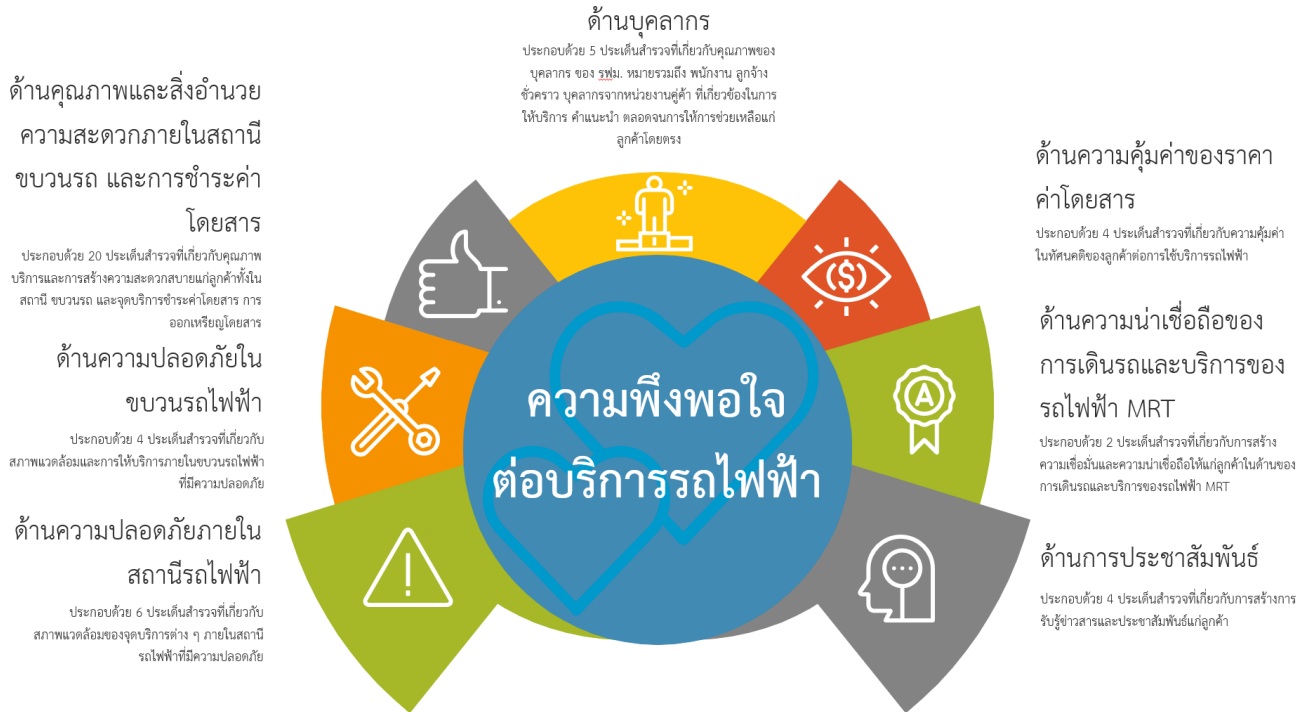 ด้านบุคลากร
ประกอบด้วย 5 ประเด็นสำรวจที่เกี่ยวกับคุณภาพของ
บุคลากร ของ รฟม. หมายรวมถึง พนักงาน ลูกจ้าง
ชั่วคราว บุคลากรจากหน่วยงานคู่ค้า ที่เกี่ยวข้องในการ
ให้บริการ คำแนะนำ ตลอดจนการให้การช่วยเหลือแก่
ลูกค้าโดยตรง
ด้านคุณภาพและสิ่งอำนวย
ความสะดวกภายในสถานี
ขบวนรถ และการชำระค่า
โดยสาร
ประกอบด้วย 20 ประเด็นสำรวจที่เกี่ยวกับคุณภาพ
บริการและการสร้างความสะดวกสบายแก่ลูกค้าทั้งใน
สถานี ขบวนรถ และจุดบริการชำระค่าโดยสาร การ
ออกเหรียญโดยสาร
ด้านความปลอดภัยใน
ขบวนรถไฟฟ้า
ประกอบด้วย 4 ประเด็นสำรวจที่เกี่ยวกับ
สภาพแวดล้อมและการให้บริการภายในขบวนรถไฟฟ้า
ที่มีความปลอดภัย
ด้านความปลอดภัยภายใน
สถานีรถไฟฟ้า
ประกอบด้วย 6 ประเด็นสำรวจที่เกี่ยวกับ
สภาพแวดล้อมของจุดบริการต่าง ๆ ภายในสถานี
รถไฟฟ้าที่มีความปลอดภัย
ความพึงพอใจ
ต่อบริการรถไฟฟ้า
($)
A
ด้านความคุ้มค่าของราคา
ค่าโดยสาร
ประกอบด้วย 4 ประเด็นสำรวจที่เกี่ยวกับความคุ้มค่า
ในทัศนคติของลูกค้าต่อการใช้บริการรถไฟฟ้า
ด้านความน่าเชื่อถือของ
การเดินรถและบริการของ
รถไฟฟ้า MRT
ประกอบด้วย 2 ประเด็นสำรวจที่เกี่ยวกับการสร้าง
ความเชื่อมั่นและความน่าเชื่อถือให้แก่ลูกค้าในด้านของ
การเดินรถและบริการของรถไฟฟ้า MRT
ด้านการประชาสัมพันธ์
ประกอบด้วย 4 ประเด็นสำรวจที่เกี่ยวกับการสร้างการ
รับรู้ข่าวสารและประชาสัมพันธ์แก่ลูกค้า